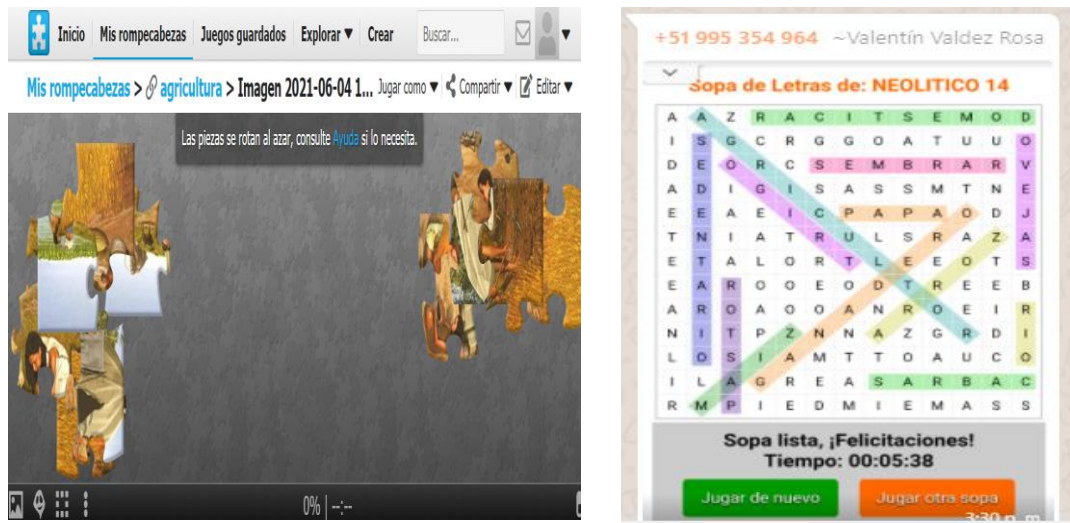 Inicio Mis rompecabezas Juegos guardados Explorar ▼ Crear Buscar...
Mis rompecabezas > agricultura > Imagen 2021-06-04 1... Jugar como ▼ Compartir ▼ Editar ▼
Las piezas se rotan al azar, consulte Ayuda si lo necesita.
0% | --:--
+51 995 354 964 ~Valentín Valdez Rosa
Sopa de Letras de: NEOLITICO 14
A A Z R A C I T S E M O D
I S G C R G G O A T U U O
D E O R C S E M B R A R V
A D I G I S A S S M T N E
E E A E I C P A P A O D J
T N I A T R U L S R A Z A
E T A L O R T L E E O T S
E A R O O E O D T R E E B
A R O A O O A N R O E I R
N I T P Z N N A Z G R D I
L O S I A M T T O A U C O
I L A G R E A S A R B A C
R M P I E D M I E M A S S
Sopa lista, ¡Felicitaciones!
Tiempo: 00:05:38
Jugar de nuevo Jugar otra sopa
3:30 p. m.